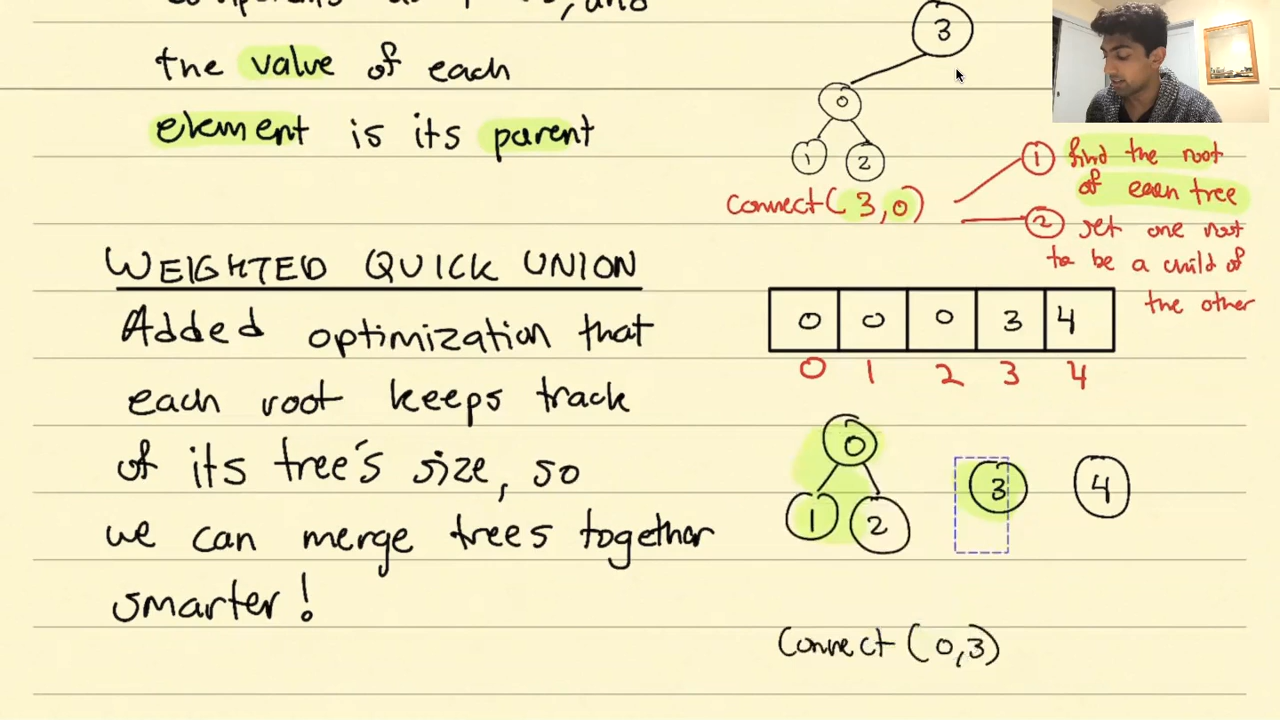 the value of each
element is its parent
WEIGHTED QUICK UNION
Added optimization that
each root keeps track
of its tree's size, so
we can merge trees together
smarter!
3
0
1 2
connect(3,0)
1 find the root
of each tree
2 set one root
to be a child of
the other
0 0 0 3 4
0 1 2 3 4
0
3 4
1 2
connect(0,3)